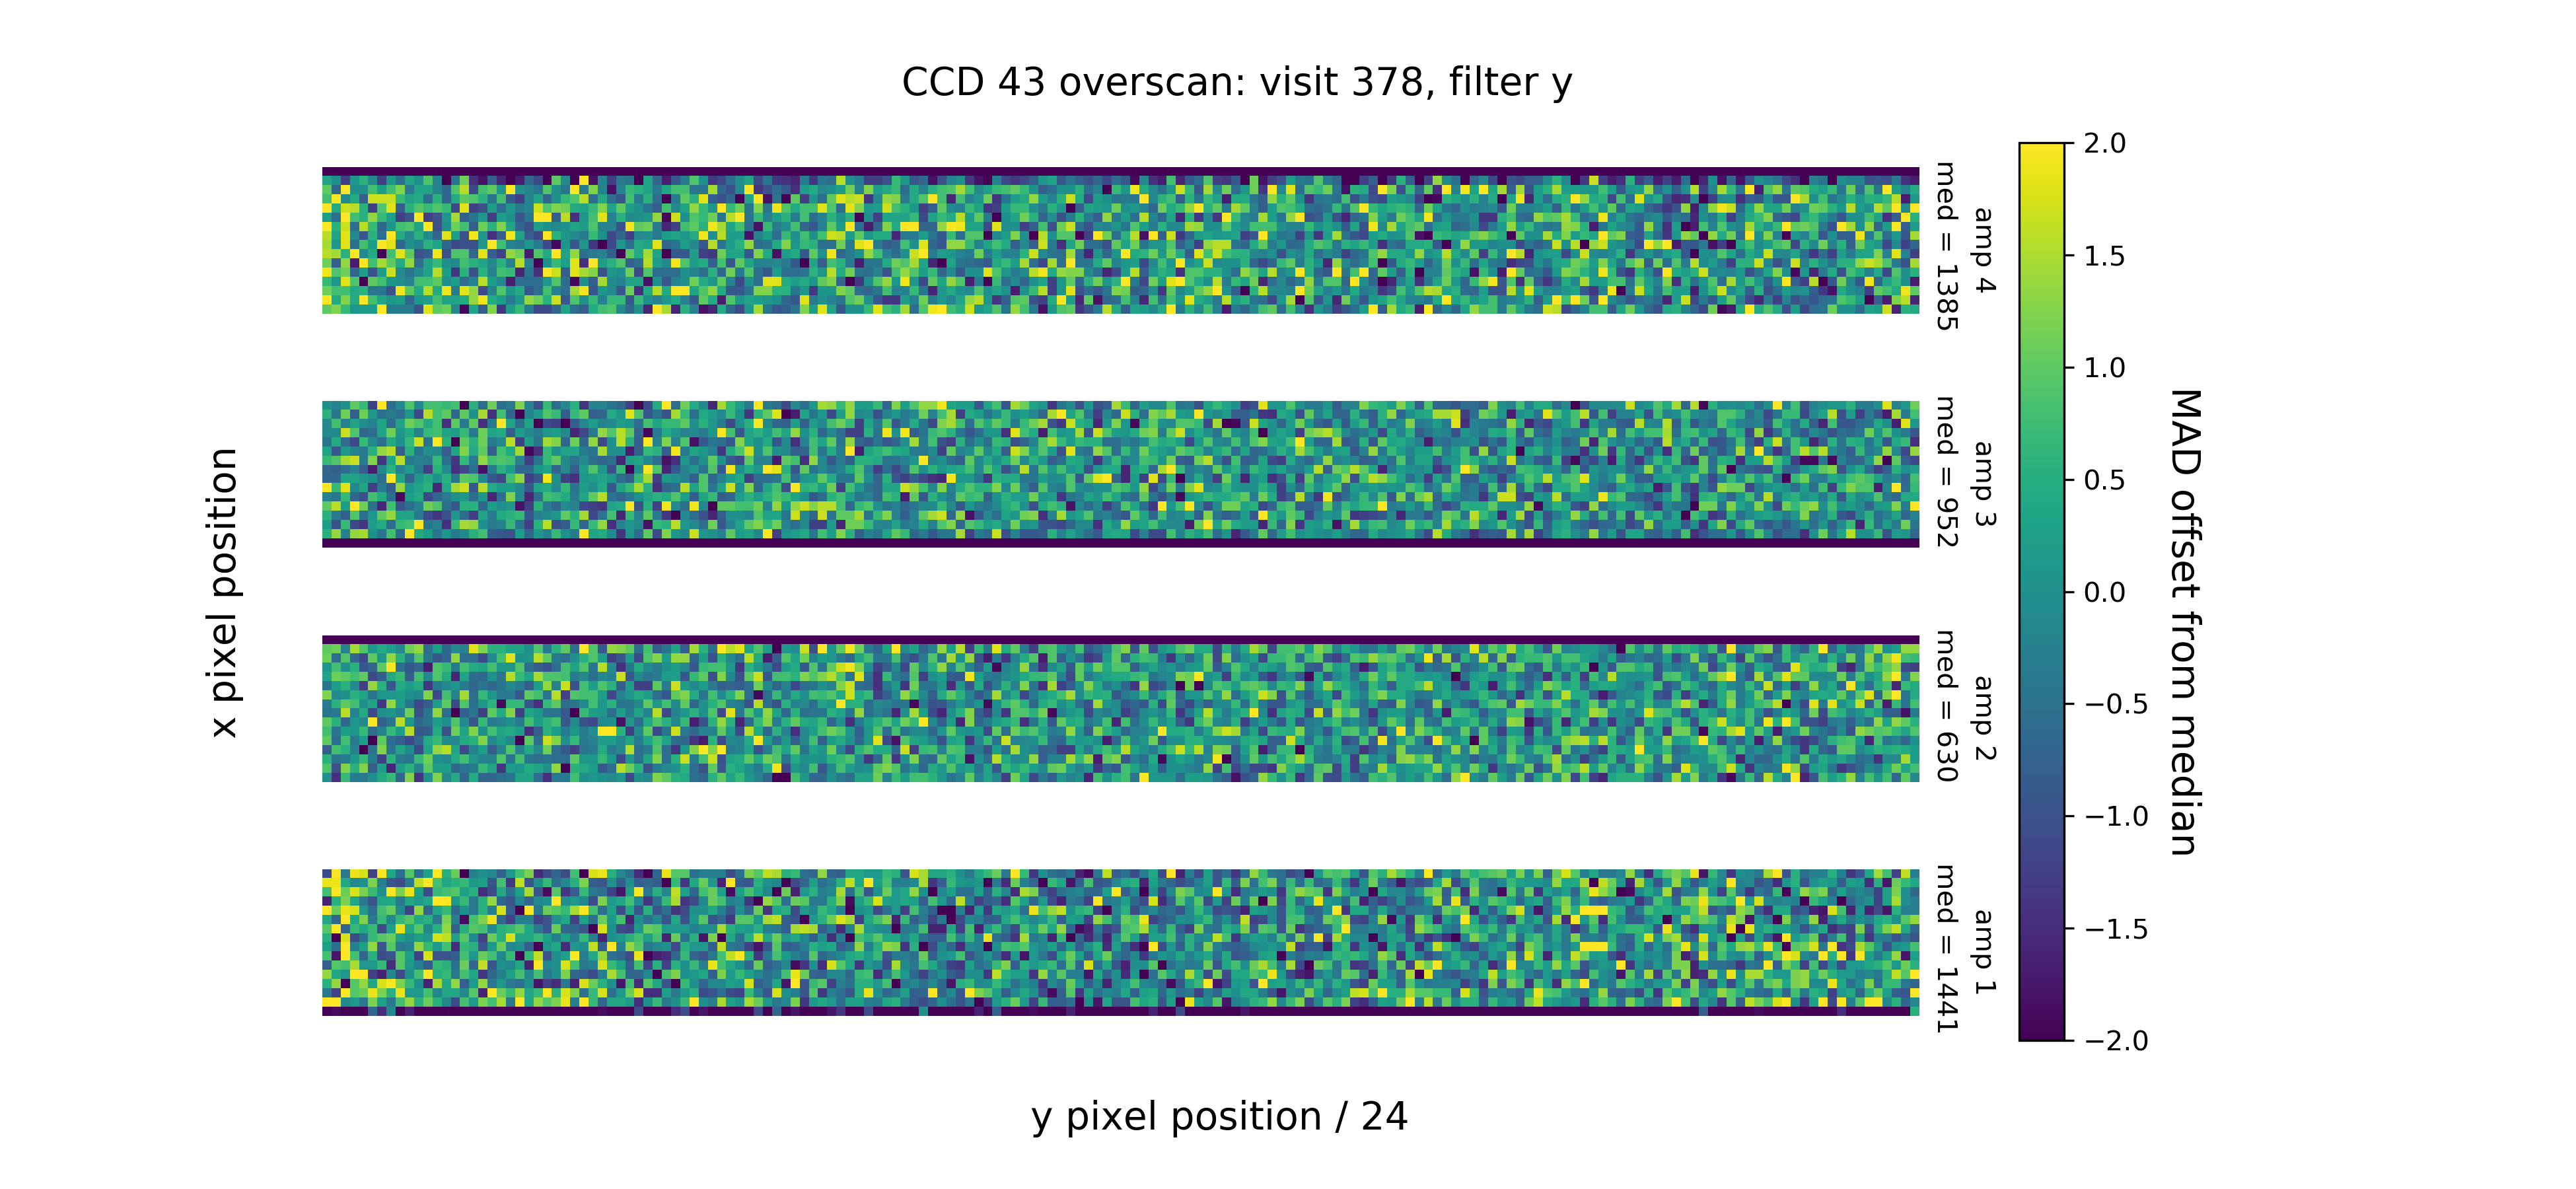 CCD 43 overscan: visit 378, filter y
x pixel position
amp 4
med = 1385
amp 3
med = 952
amp 2
med = 630
amp 1
med = 1441
2.0
1.5
1.0
0.5
0.0
−0.5
−1.0
−1.5
−2.0
MAD offset from median
y pixel position / 24